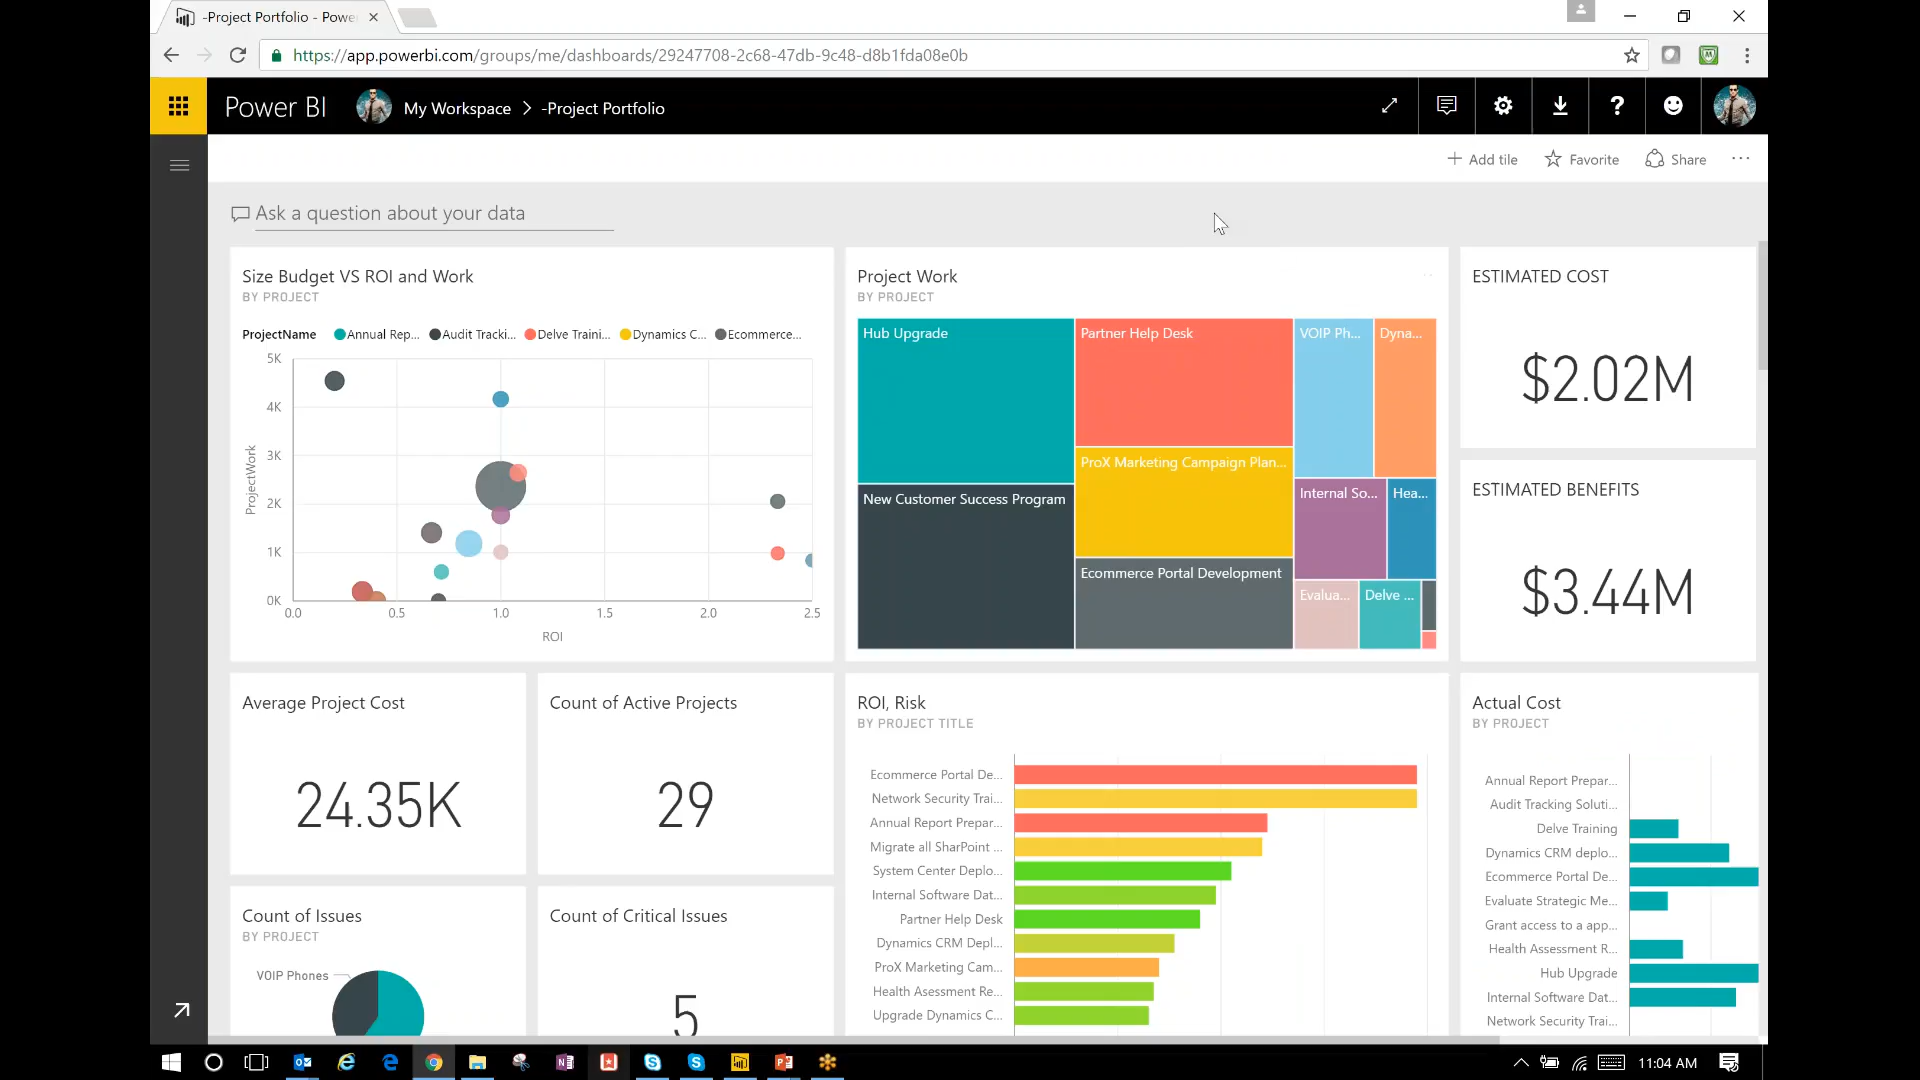 -Project Portfolio - Powe
https://app.powerbi.com/groups/me/dashboards/29247708-2c68-47db-9c48-d8b1fda08e0b
Power BI My Workspace > -Project Portfolio
Add tile Favorite Share
Ask a question about your data
Size Budget VS ROI and Work
BY PROJECT
ProjectName Annual Rep... Audit Tracki... Delve Traini... Dynamics C... Ecommerce...
5K
4K
3K
2K
1K
0K
ProjectWork
0.0 0.5 1.0 1.5 2.0 2.5
ROI
Project Work
BY PROJECT
Hub Upgrade
New Customer Success Program
Partner Help Desk
ProX Marketing Campaign Plan...
Ecommerce Portal Development
VOIP Ph...
Dyna...
Internal So...
Hea...
Evalua...
Delve ...
ESTIMATED COST
$2.02M
ESTIMATED BENEFITS
$3.44M
Average Project Cost
24.35K
Count of Active Projects
29
Count of Issues
BY PROJECT
VOIP Phones
Count of Critical Issues
5
ROI, Risk
BY PROJECT TITLE
Ecommerce Portal De...
Network Security Trai...
Annual Report Prepar...
Migrate all SharPoint ...
System Center Deplo...
Internal Software Dat...
Partner Help Desk
Dynamics CRM Depl...
ProX Marketing Cam...
Health Asessment Re...
Upgrade Dynamics C...
Actual Cost
BY PROJECT
Annual Report Prepar...
Audit Tracking Soluti...
Delve Training
Dynamics CRM deplo...
Ecommerce Portal De...
Evaluate Strategic Me...
Grant access to a app...
Health Assessment R...
Hub Upgrade
Internal Software Dat...
Network Security Trai...
11:04 AM